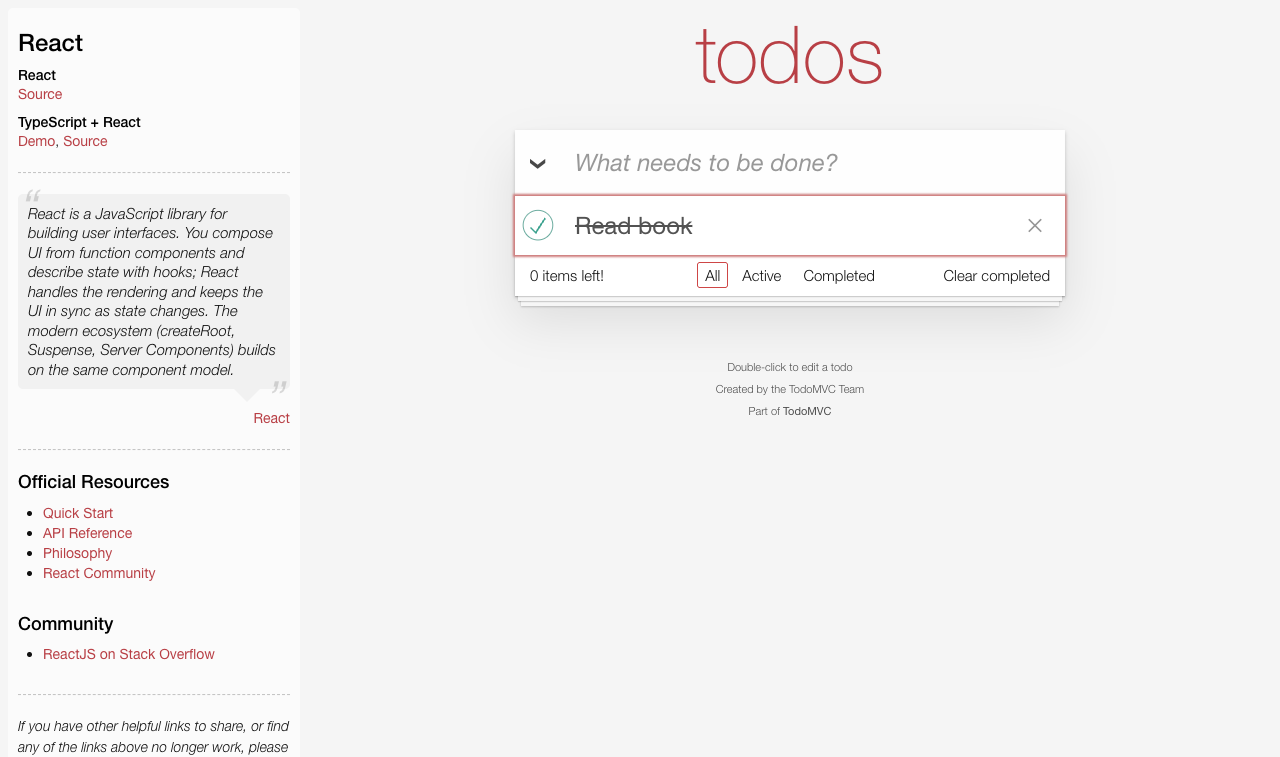 React
React
Source
TypeScript + React
Demo, Source
“
React is a JavaScript library for
building user interfaces. You compose
UI from function components and
describe state with hooks; React
handles the rendering and keeps the
UI in sync as state changes. The
modern ecosystem (createRoot,
Suspense, Server Components) builds
on the same component model.
”
React
Official Resources
Quick Start
API Reference
Philosophy
React Community
Community
ReactJS on Stack Overflow
If you have other helpful links to share, or find
any of the links above no longer work, please
todos
What needs to be done?
Read book
0 items left!
All
Active
Completed
Clear completed
Double-click to edit a todo
Created by the TodoMVC Team
Part of TodoMVC